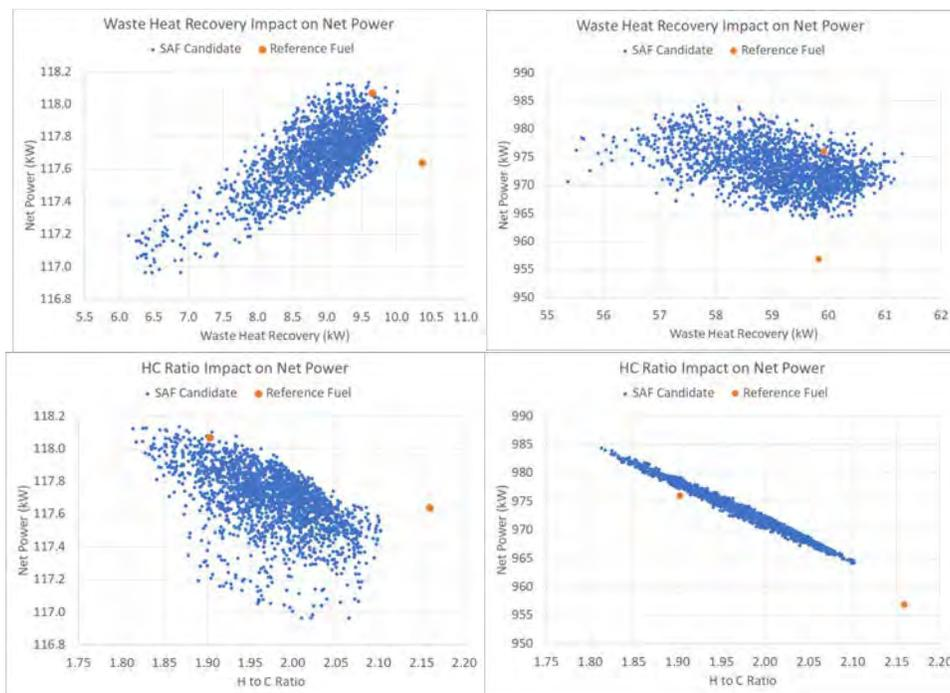 Waste Heat Recovery Impact on Net Power
SAF Candidate Reference Fuel
118.2
118.0
117.8
117.6
117.4
117.2
117.0
116.8
Net Power (KW)
5.5 6.0 6.5 7.0 7.5 8.0 8.5 9.0 9.5 10.0 10.5 11.0
Waste Heat Recovery (kW)
Waste Heat Recovery Impact on Net Power
SAF Candidate Reference Fuel
990
985
980
975
970
965
960
955
950
Net Power (KW)
55 56 57 58 59 60 61 62
Waste Heat Recovery (kW)
HC Ratio Impact on Net Power
SAF Candidate Reference Fuel
118.2
118.0
117.8
117.6
117.4
117.2
117.0
116.8
Net Power (kW)
1.75 1.80 1.85 1.90 1.95 2.00 2.05 2.10 2.15 2.20
H to C Ratio
HC Ratio Impact on Net Power
SAF Candidate Reference Fuel
990
985
980
975
970
965
960
955
950
Net Power (kW)
1.75 1.80 1.85 1.90 1.95 2.00 2.05 2.10 2.15 2.20
H to C Ratio